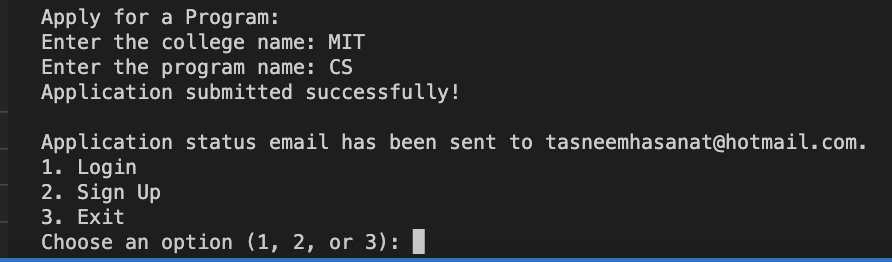 Apply for a Program:
Enter the college name: MIT
Enter the program name: CS
Application submitted successfully!
Application status email has been sent to tasneemhasanat@hotmail.com.
1. Login
2. Sign Up
3. Exit
Choose an option (1, 2, or 3):